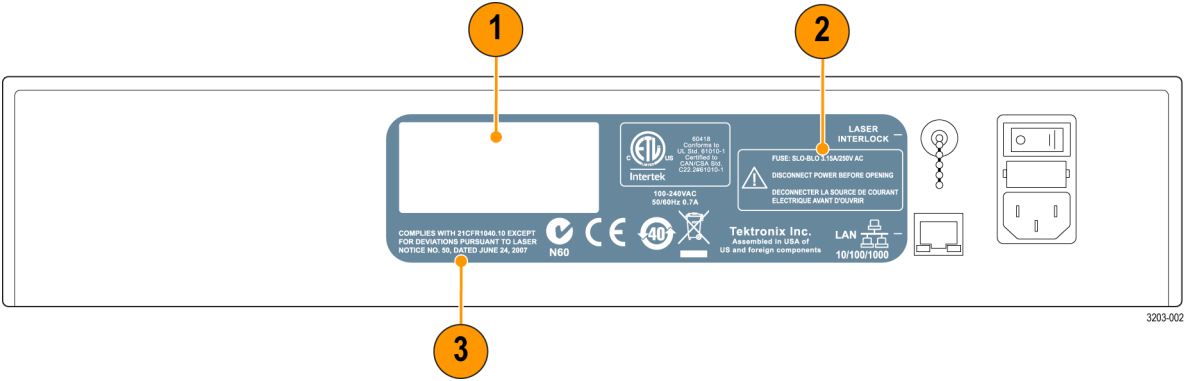 1
2
LASER
INTERLOCK
60416
Conforms to
UL Std. 61010-1
Certified to
CAN/CSA Std.
C22.2#61010-1
C
ETL
US
LISTED
Intertek
FUSE: SLO-BLO 3.15A/250V AC
DISCONNECT POWER BEFORE OPENING
DECONNECTER LA SOURCE DE COURANT
ELECTRIQUE AVANT D'OUVRIR
100-240VAC
50/60Hz 0.7A
COMPLIES WITH 21CFR1040.10 EXCEPT
FOR DEVIATIONS PURSUANT TO LASER
NOTICE NO. 50, DATED JUNE 24, 2007
N60
CE
40
Tektronix Inc.
Assembled in USA of
US and foreign components
LAN
10/100/1000
3203-002
3